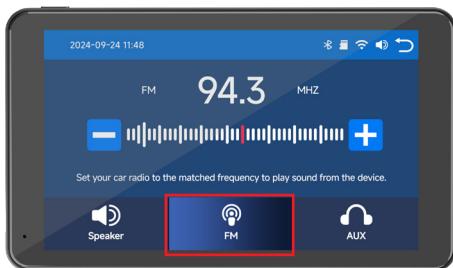 2024-09-24 11:48
FM 94.3 MHZ
Set your car radio to the matched frequency to play sound from the device.
Speaker FM AUX